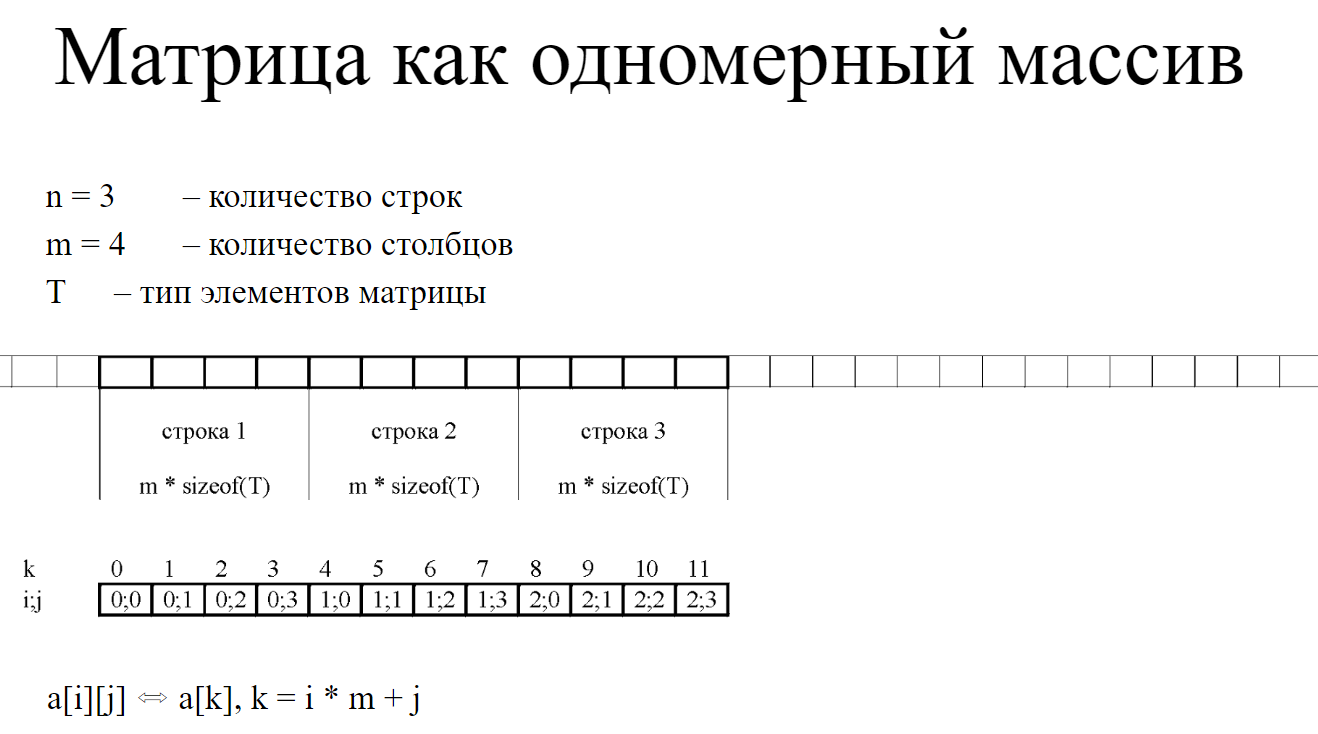 Матрица как одномерный массив
n = 3 – количество строк
m = 4 – количество столбцов
T – тип элементов матрицы
строка 1 строка 2 строка 3
m * sizeof(T) m * sizeof(T) m * sizeof(T)
k 0 1 2 3 4 5 6 7 8 9 10 11
i;j 0;0 0;1 0;2 0;3 1;0 1;1 1;2 1;3 2;0 2;1 2;2 2;3
a[i][j] ⇔ a[k], k = i * m + j